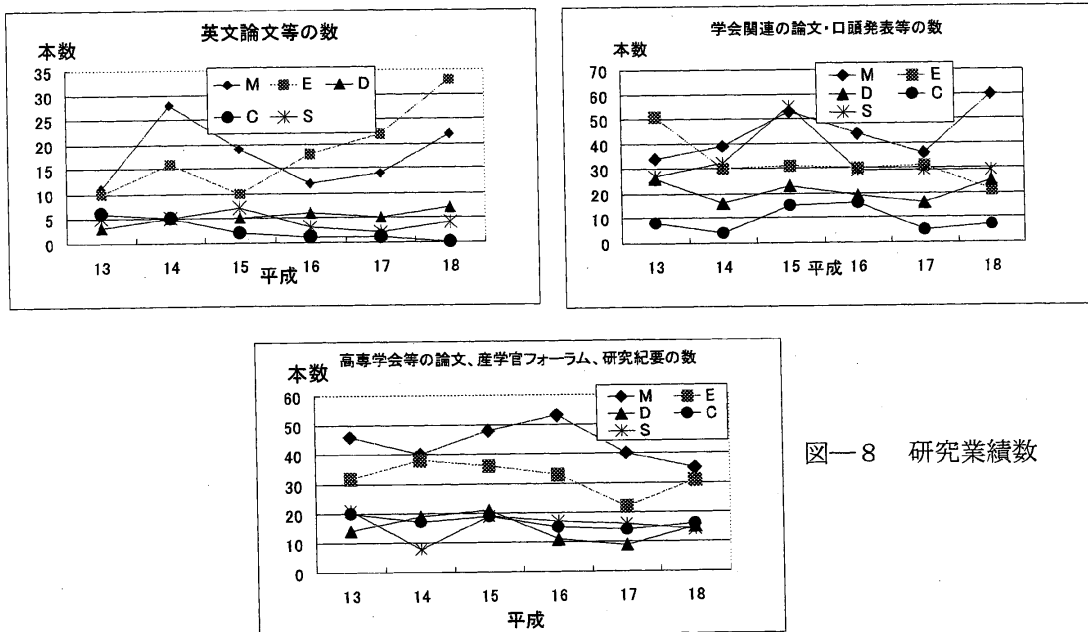 英文論文等の数
本数
35
30
25
20
15
10
5
0
M E D
C S
13 14 15 16 17 18
平成
学会関連の論文・口頭発表等の数
本数
70
60
50
40
30
20
10
0
M E
D C
S
13 14 15 平成 16 17 18
高専学会等の論文、産学官フォーラム、研究紀要の数
本数
60
50
40
30
20
10
0
M E
D C
S
13 14 15 16 17 18
平成
図―8 研究業績数